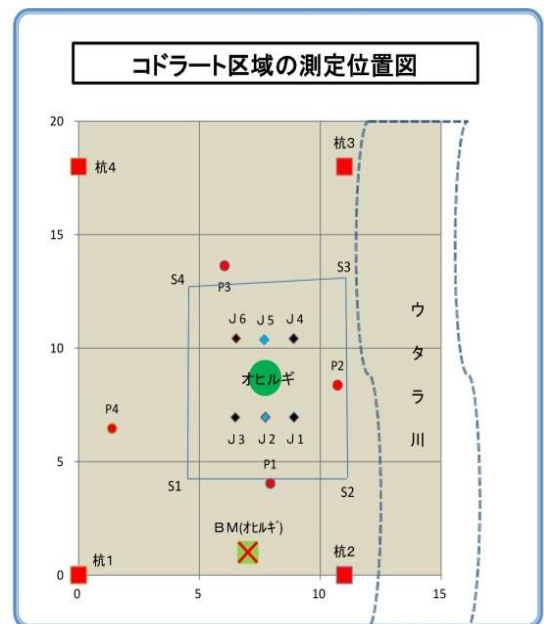 コドラート区域の測定位置図
20
杭4
杭3
15
S4
P3
S3
J6 J5 J4
ウタラ川
10
オヒルギ
P2
P4
J3 J2 J1
5
S1
P1
S2
BM(オヒルギ)
杭1
杭2
0
0 5 10 15